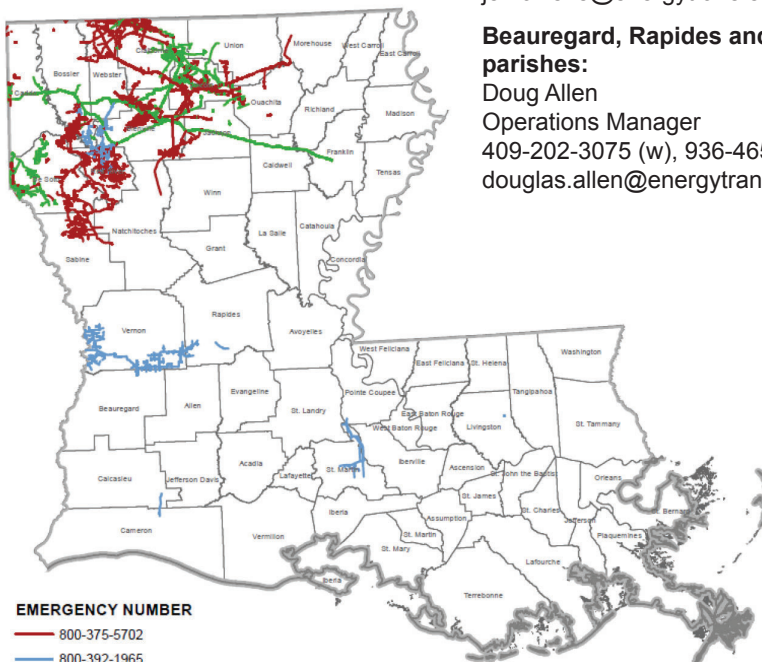 Beauregard, Rapides and
parishes:
Doug Allen
Operations Manager
409-202-3075 (w), 936-465
douglas.allen@energytran
Union
Morehouse
West Carroll
East Carroll
Bossier
Webster
Ouachita
Richland
Madison
Franklin
Caldwell
Tensas
Winn
Natchitoches
Sabine
Grant
La Salle
Catahoula
Concordia
Vernon
Rapides
Avoyelles
West Feliciana
East Feliciana
St. Helena
Washington
Tangipahoa
Beauregard
Allen
Evangeline
St. Landry
Pointe Coupee
East Baton Rouge
West Baton Rouge
Livingston
St. Tammany
Calcasieu
Jefferson Davis
Acadia
Lafayette
St. Martin
Iberville
Ascension
St. John the Baptist
Orleans
St. James
St. Charles
St. Bernard
Cameron
Vermilion
Iberia
St. Martin
Assumption
Jefferson
Plaquemines
St. Mary
Lafourche
Iberia
Terrebonne
EMERGENCY NUMBER
800-375-5702
800-392-1965